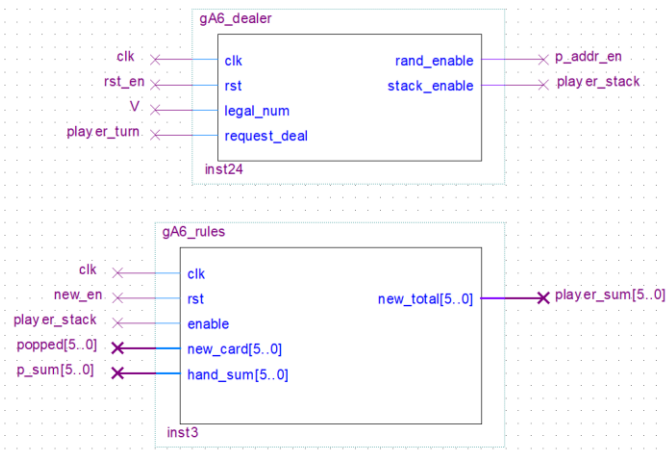 gA6_dealer
clk clk rand_enable p_addr_en
rst_en rst stack_enable player_stack
V legal_num
player_turn request_deal
inst24
gA6_rules
clk clk
new_en rst new_total[5..0] player_sum[5..0]
player_stack enable
popped[5..0] new_card[5..0]
p_sum[5..0] hand_sum[5..0]
inst3